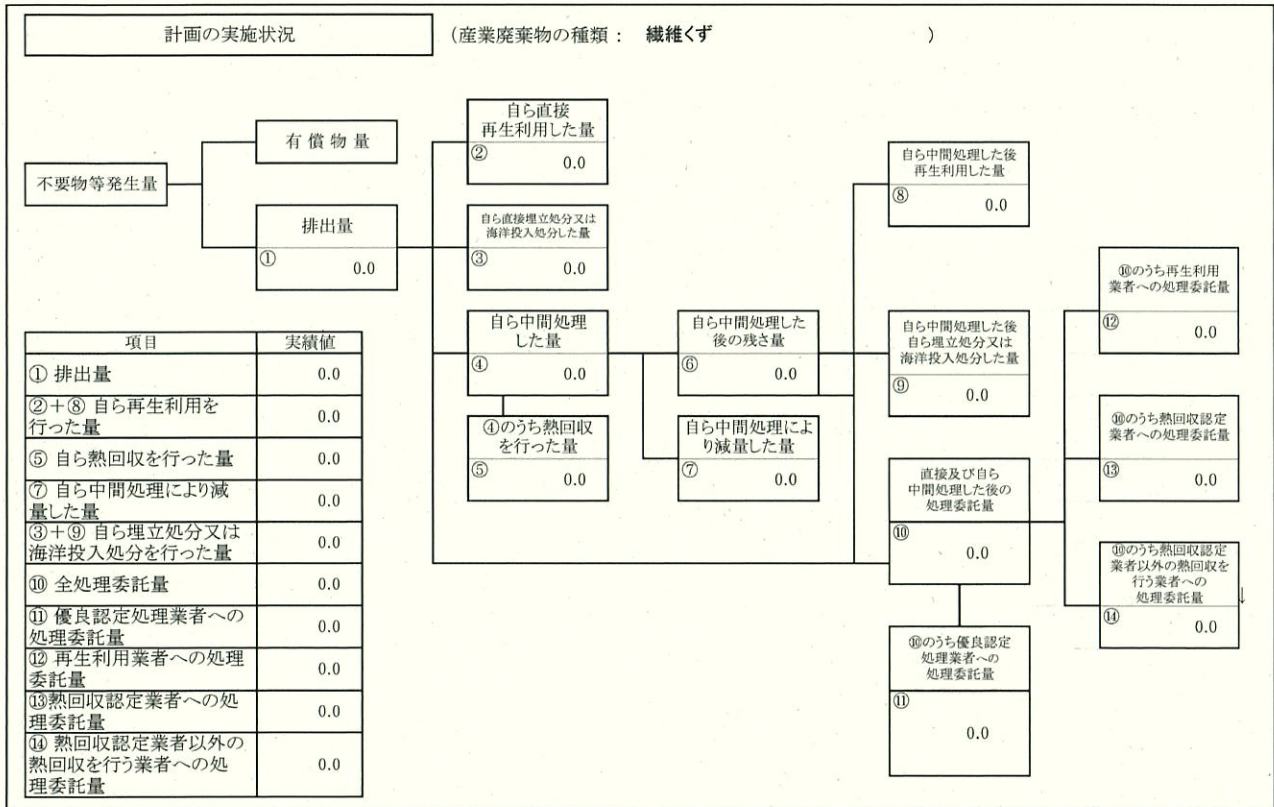 計画の実施状況
（産業廃棄物の種類： 繊維くず ）
不要物等発生量
有償物量
排出量
①
0.0
自ら直接
再生利用した量
②
0.0
自ら直接埋立処分又は
海洋投入処分した量
③
0.0
自ら中間処理
した量
④
0.0
④のうち熱回収
を行った量
⑤
0.0
自ら中間処理した
後の残さ量
⑥
0.0
自ら中間処理によ
り減量した量
⑦
0.0
自ら中間処理した後
再生利用した量
⑧
0.0
自ら中間処理した後
自ら埋立処分又は
海洋投入処分した量
⑨
0.0
直接及び自ら
中間処理した後の
処理委託量
⑩
0.0
⑩のうち優良認定
処理業者への
処理委託量
⑪
0.0
⑩のうち再生利用
業者への処理委託量
⑫
0.0
⑩のうち熱回収認定
業者への処理委託量
⑬
0.0
⑩のうち熱回収認定
業者以外の熱回収を
行う業者への
処理委託量
↓
⑭
0.0
項目 実績値
① 排出量 0.0
②＋⑧ 自ら再生利用を
行った量 0.0
⑤ 自ら熱回収を行った量 0.0
⑦ 自ら中間処理により減
量した量 0.0
③＋⑨ 自ら埋立処分又は
海洋投入処分を行った量 0.0
⑩ 全処理委託量 0.0
⑪ 優良認定処理業者への
処理委託量 0.0
⑫ 再生利用業者への処理
委託量 0.0
⑬熱回収認定業者への処
理委託量 0.0
⑭ 熱回収認定業者以外の
熱回収を行う業者への処
理委託量 0.0